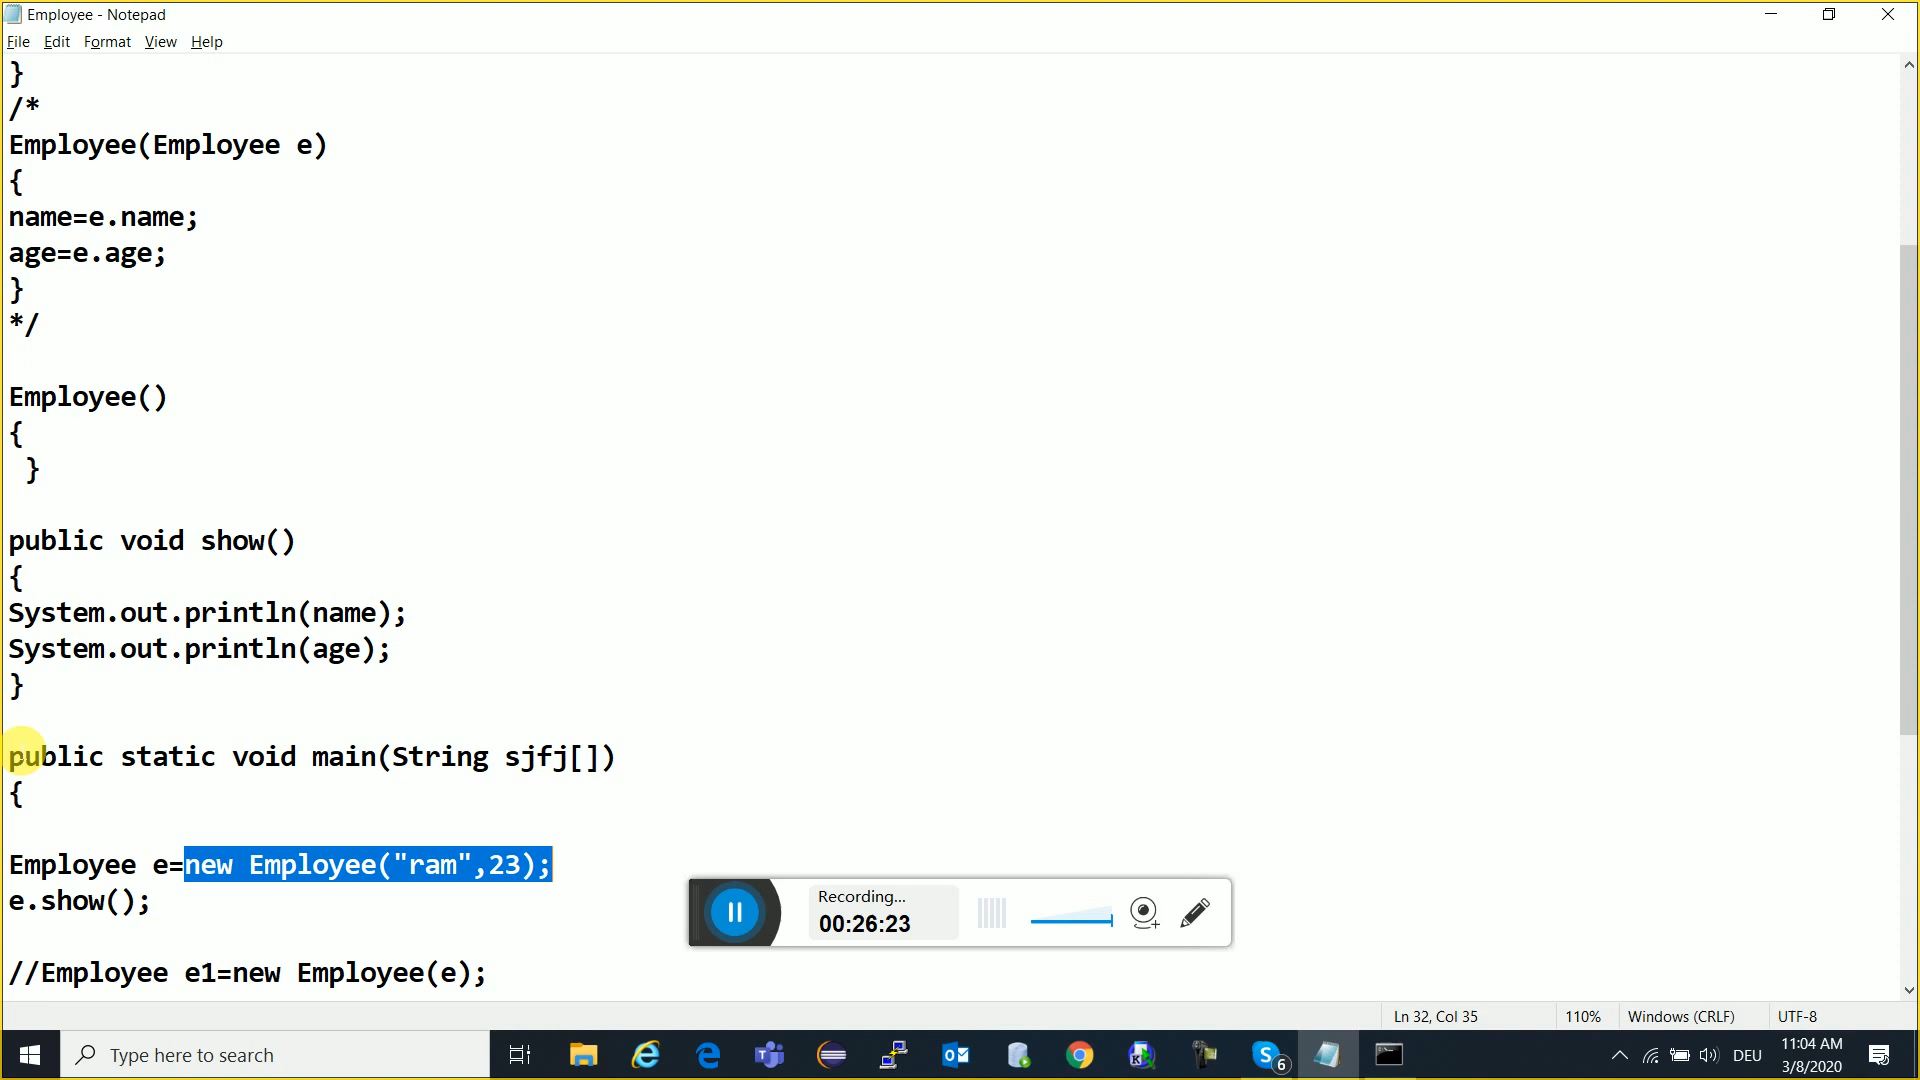 Employee - Notepad
File Edit Format View Help
}
/*
Employee(Employee e)
{
name=e.name;
age=e.age;
}
*/
Employee()
{
}
public void show()
{
System.out.println(name);
System.out.println(age);
}
public static void main(String sjfj[])
{
Employee e=new Employee("ram",23);
e.show();
Recording...
00:26:23
//Employee e1=new Employee(e);
Ln 32, Col 35 110% Windows (CRLF) UTF-8
Type here to search
6
DEU
11:04 AM
3/8/2020